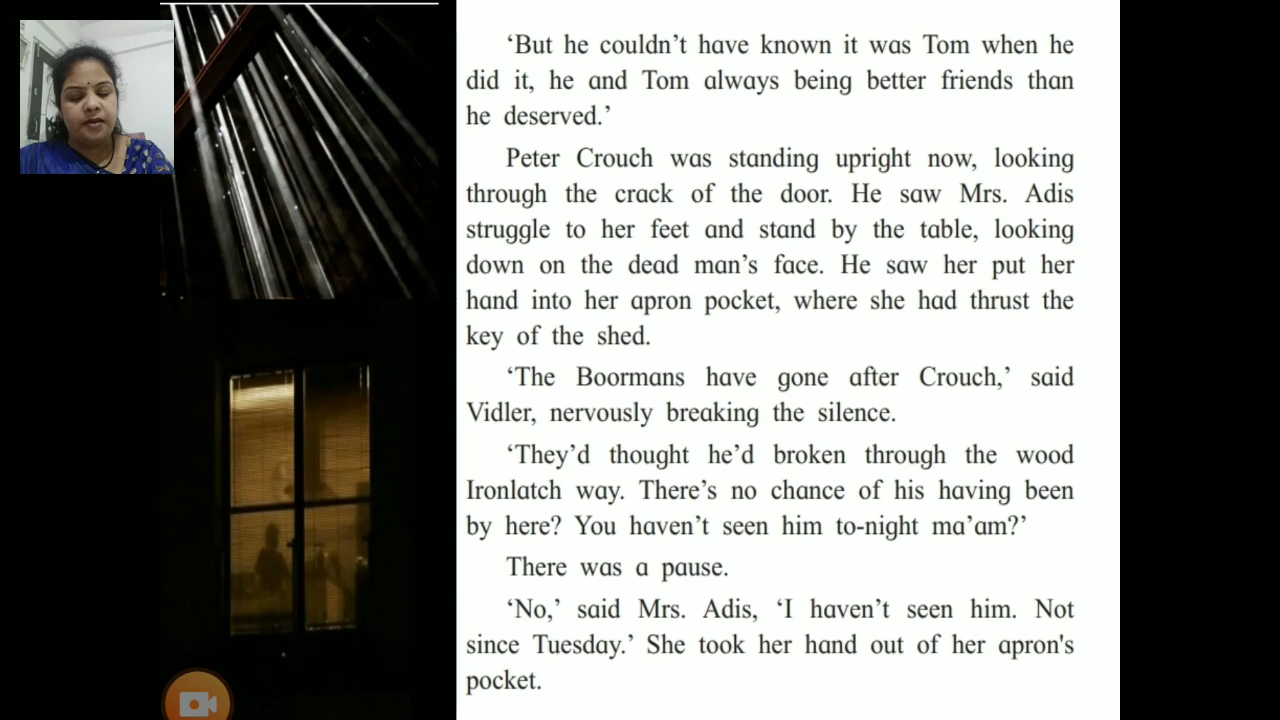 ‘But he couldn’t have known it was Tom when he
did it, he and Tom always being better friends than
he deserved.’
Peter Crouch was standing upright now, looking
through the crack of the door. He saw Mrs. Adis
struggle to her feet and stand by the table, looking
down on the dead man’s face. He saw her put her
hand into her apron pocket, where she had thrust the
key of the shed.
‘The Boormans have gone after Crouch,’ said
Vidler, nervously breaking the silence.
‘They’d thought he’d broken through the wood
Ironlatch way. There’s no chance of his having been
by here? You haven’t seen him to-night ma’am?’
There was a pause.
‘No,’ said Mrs. Adis, ‘I haven’t seen him. Not
since Tuesday.’ She took her hand out of her apron's
pocket.